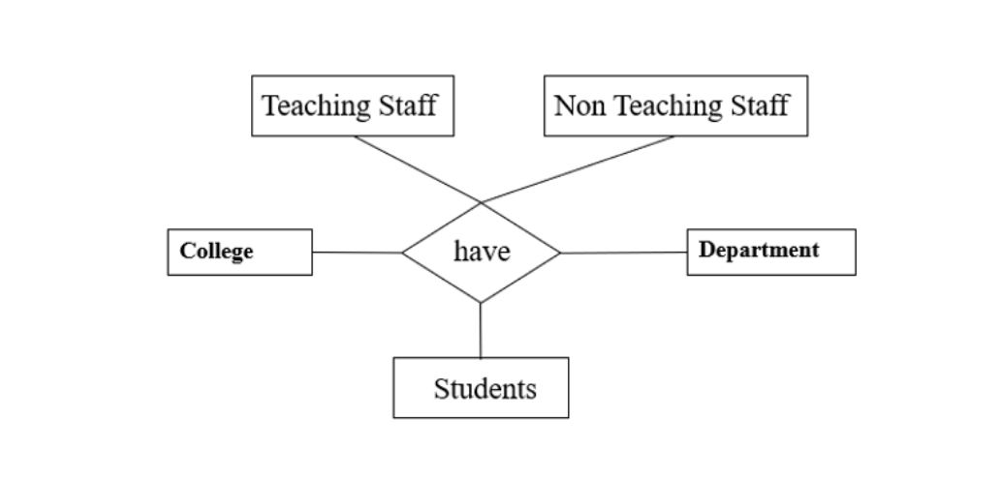 Teaching Staff
Non Teaching Staff
College
have
Department
Students